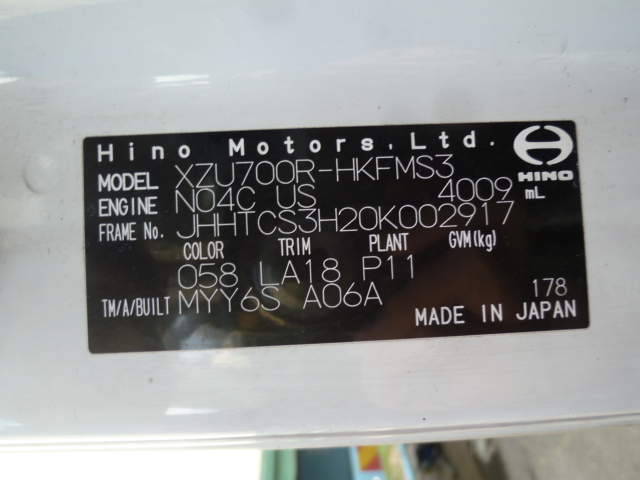 Hino Motors, Ltd.
HINO
MODEL XZU700R-HKFMS3
ENGINE N04C US 4009 mL
FRAME No. JHHTCS3H20K002917
COLOR TRIM PLANT GVM(kg)
058 LA18 P11
TM/A/BUILT MYY6S A06A 178
MADE IN JAPAN